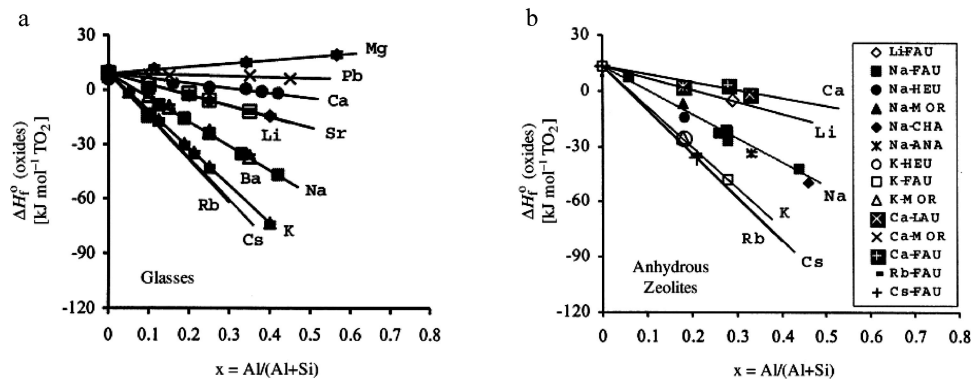 a
ΔH°f (oxides)
[kJ mol⁻¹ TO₂]
30
0
-30
-60
-90
-120
0
0.1
0.2
0.3
0.4
0.5
0.6
0.7
0.8
Mg
Pb
Ca
Sr
Li
Ba
Na
Rb
Cs
K
Glasses
x = Al/(Al+Si)
b
ΔH°f (oxides)
[kJ mol⁻¹ TO₂]
30
0
-30
-60
-90
-120
0
0.1
0.2
0.3
0.4
0.5
0.6
0.7
0.8
Ca
Li
Na
K
Rb
Cs
Anhydrous
Zeolites
x = Al/(Al+Si)
Li-FAU
Na-FAU
Na-HEU
Na-MOR
Na-CHA
Na-ANA
K-HEU
K-FAU
K-MOR
Ca-LAU
Ca-MOR
Ca-FAU
Rb-FAU
Cs-FAU